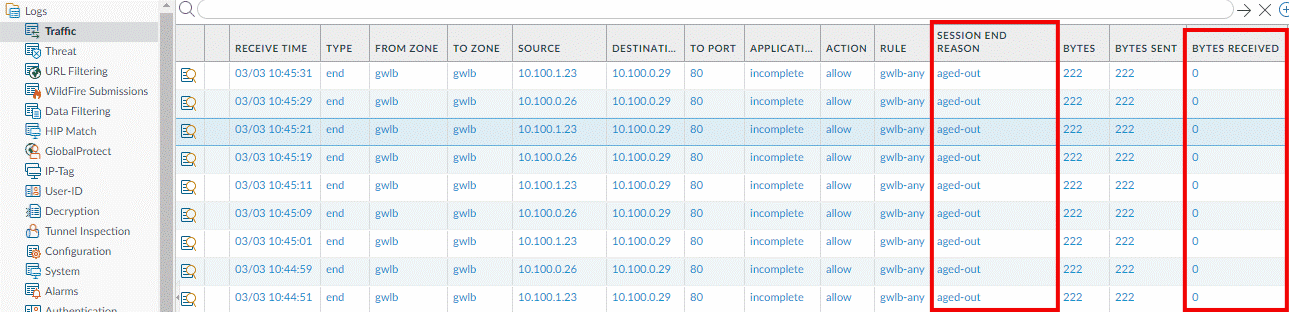 Logs
Traffic
Threat
URL Filtering
WildFire Submissions
Data Filtering
HIP Match
GlobalProtect
IP-Tag
User-ID
Decryption
Tunnel Inspection
Configuration
System
Alarms
Authentication
RECEIVE TIME TYPE FROM ZONE TO ZONE SOURCE DESTINATI... TO PORT APPLICATI... ACTION RULE SESSION END REASON BYTES BYTES SENT BYTES RECEIVED
03/03 10:45:31 end gwlb gwlb 10.100.1.23 10.100.0.29 80 incomplete allow gwlb-any aged-out 222 222 0
03/03 10:45:29 end gwlb gwlb 10.100.0.26 10.100.0.29 80 incomplete allow gwlb-any aged-out 222 222 0
03/03 10:45:21 end gwlb gwlb 10.100.1.23 10.100.0.29 80 incomplete allow gwlb-any aged-out 222 222 0
03/03 10:45:19 end gwlb gwlb 10.100.0.26 10.100.0.29 80 incomplete allow gwlb-any aged-out 222 222 0
03/03 10:45:11 end gwlb gwlb 10.100.1.23 10.100.0.29 80 incomplete allow gwlb-any aged-out 222 222 0
03/03 10:45:09 end gwlb gwlb 10.100.0.26 10.100.0.29 80 incomplete allow gwlb-any aged-out 222 222 0
03/03 10:45:01 end gwlb gwlb 10.100.1.23 10.100.0.29 80 incomplete allow gwlb-any aged-out 222 222 0
03/03 10:44:59 end gwlb gwlb 10.100.0.26 10.100.0.29 80 incomplete allow gwlb-any aged-out 222 222 0
03/03 10:44:51 end gwlb gwlb 10.100.1.23 10.100.0.29 80 incomplete allow gwlb-any aged-out 222 222 0